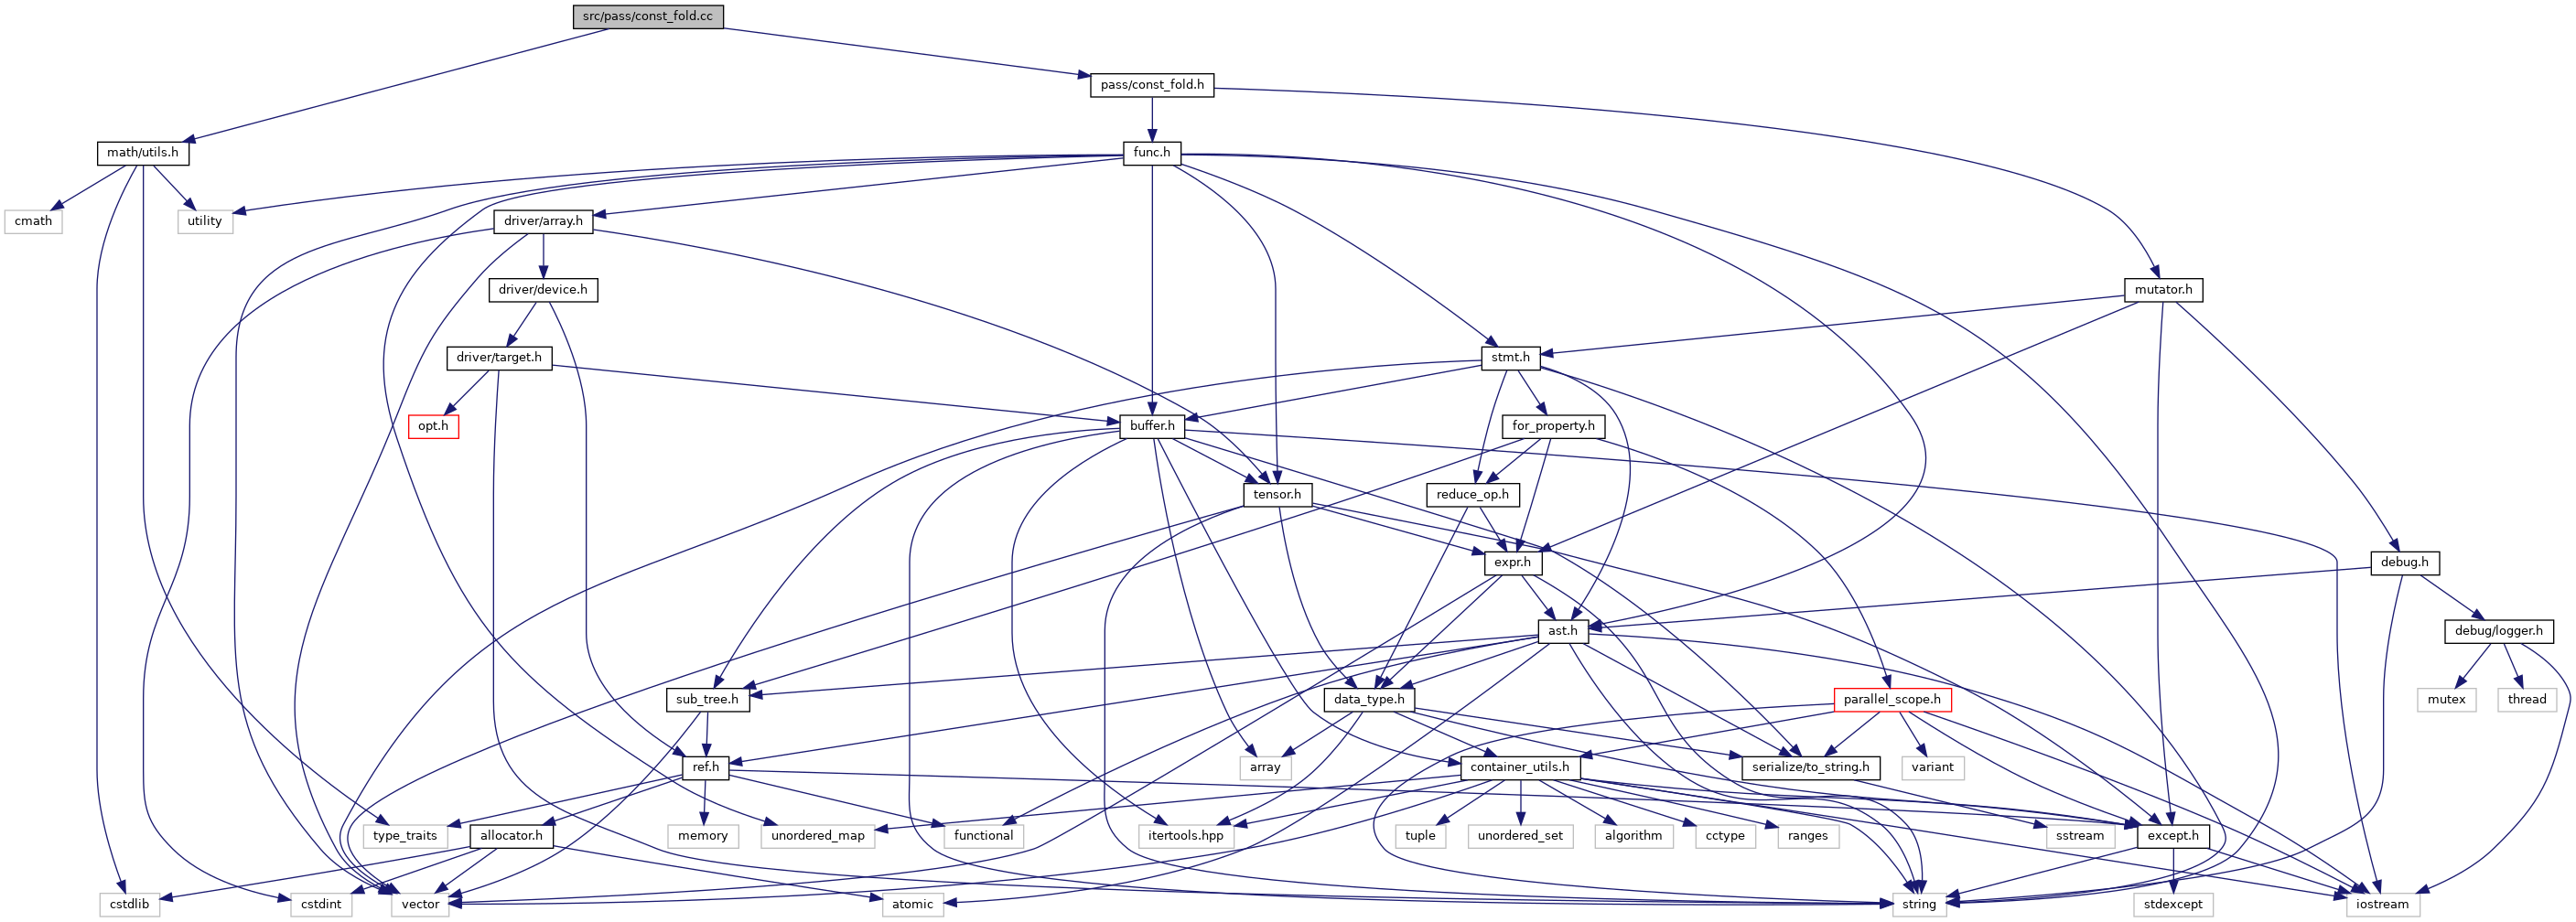 src/pass/const_fold.cc
pass/const_fold.h
math/utils.h
func.h
cmath
utility
driver/array.h
driver/device.h
mutator.h
driver/target.h
stmt.h
opt.h
buffer.h
for_property.h
tensor.h
reduce_op.h
expr.h
debug.h
ast.h
debug/logger.h
sub_tree.h
data_type.h
parallel_scope.h
mutex
thread
ref.h
array
container_utils.h
serialize/to_string.h
variant
type_traits
allocator.h
memory
unordered_map
functional
itertools.hpp
tuple
unordered_set
algorithm
cctype
ranges
sstream
except.h
cstdlib
cstdint
vector
atomic
string
stdexcept
iostream